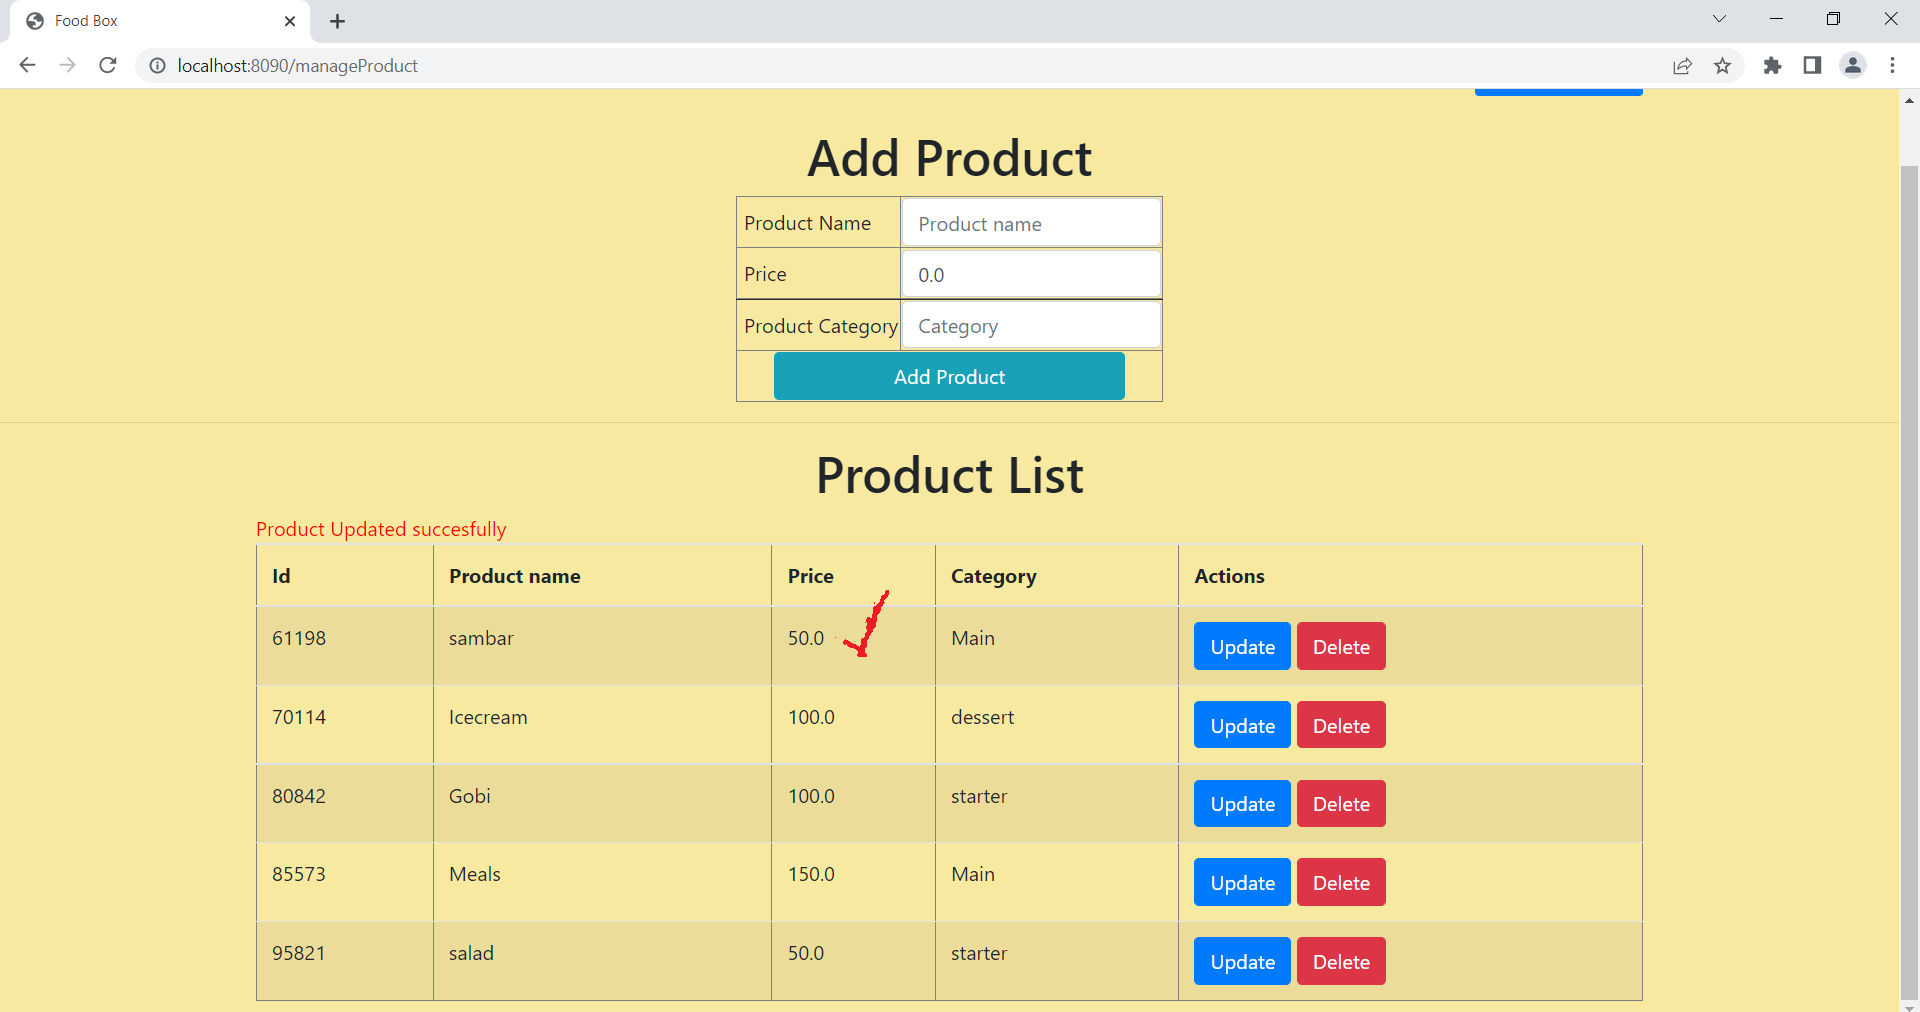 Food Box
localhost:8090/manageProduct
Add Product
Product Name Product name
Price 0.0
Product Category Category
Add Product
Product List
Product Updated succesfully
Id Product name Price Category Actions
61198 sambar 50.0 Main Update Delete
70114 Icecream 100.0 dessert Update Delete
80842 Gobi 100.0 starter Update Delete
85573 Meals 150.0 Main Update Delete
95821 salad 50.0 starter Update Delete